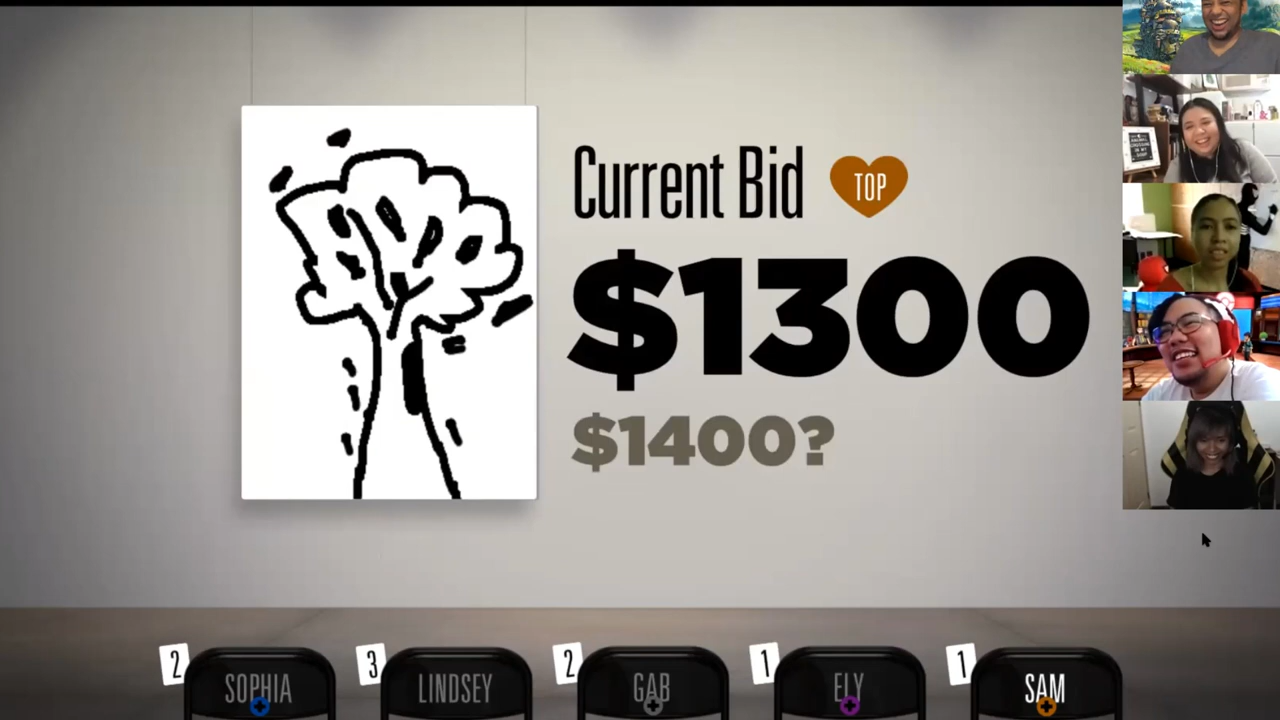 Current Bid
TOP
$1300
$1400?
2
SOPHIA
3
LINDSEY
2
GAB
1
ELY
1
SAM